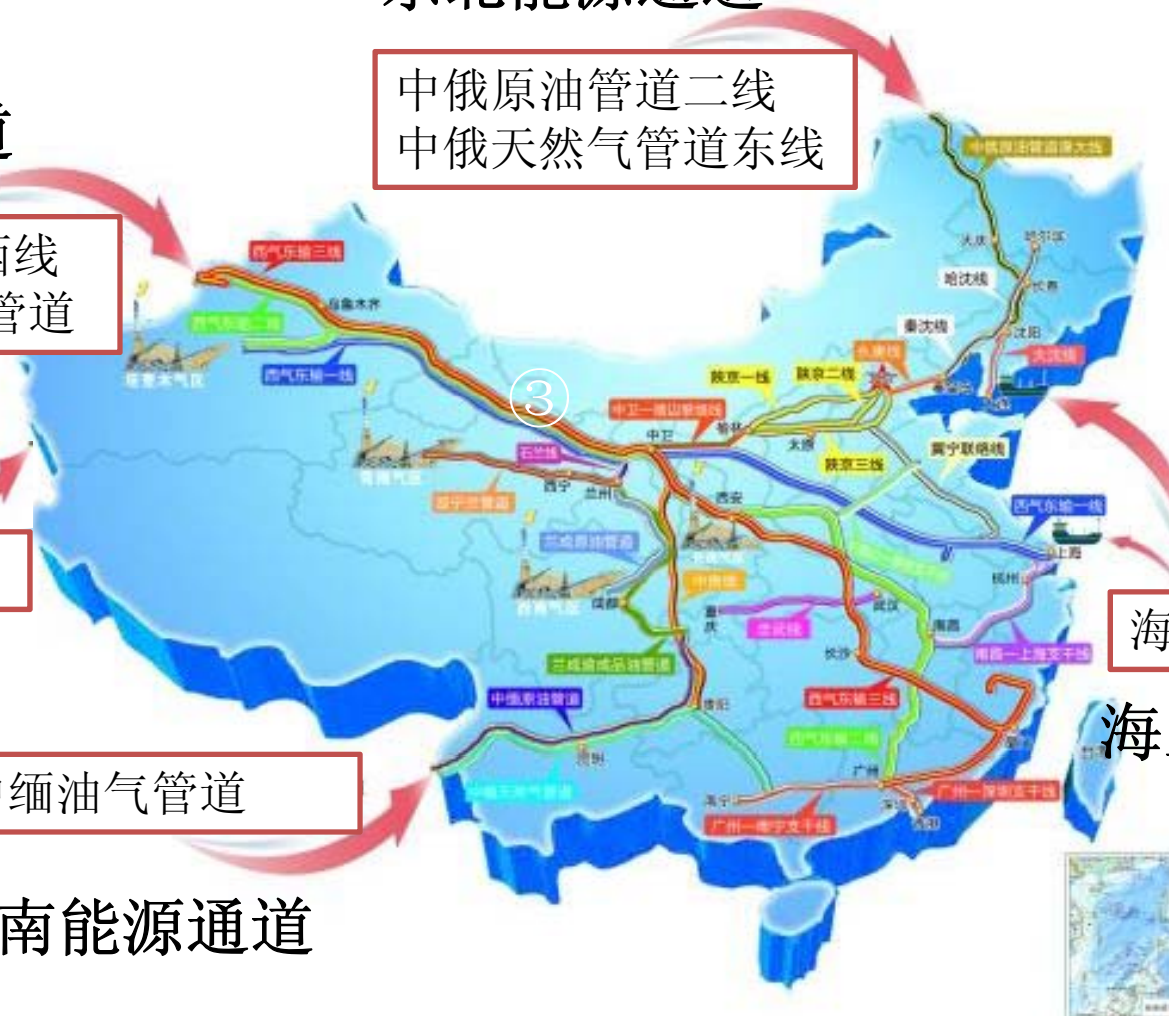 东北能源通道
中俄原油管道二线
中俄天然气管道东线
道
西线
管道
中俄原油管道漠大线
大庆
哈尔滨
哈沈线
长春
秦沈线
沈阳
大沈线
永唐线
秦皇岛
大连
西气东输三线
乌鲁木齐
西气东输二线
西气东输一线
塔里木气区
③
陕京一线
陕京二线
中卫—靖边联络线
榆林
中卫
太原
陕京三线
冀宁联络线
石兰线
西宁
兰州
青海气区
涩宁兰管道
西安
西气东输一线
上海
兰成原油管道
西南气区
成都
中贵线
重庆
忠武线
武汉
杭州
南昌
南昌—上海支干线
长沙
兰成渝成品油管道
西气东输三线
中缅原油管道
贵阳
西气东输二线
昆明
中缅天然气管道
广州
南宁
深圳
香港
广州—深圳支干线
广州—南宁支干线
台湾
海
海
中缅油气管道
南能源通道